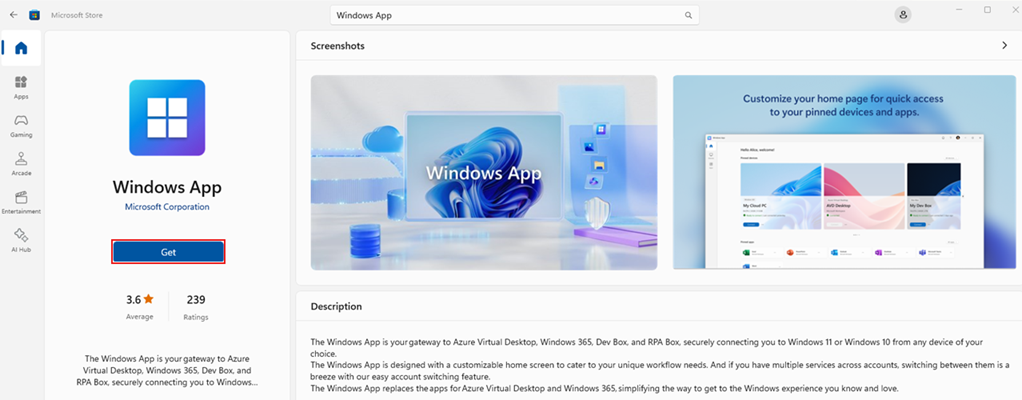 Microsoft Store
Windows App
Apps
Gaming
Arcade
Entertainment
AI Hub
Windows App
Microsoft Corporation
Get
3.6
239
Average
Ratings
The Windows App is your gateway to Azure
Virtual Desktop, Windows 365, Dev Box, and
RPA Box, securely connecting you to Windows...
Screenshots
Windows App
Customize your home page for quick access
to your pinned devices and apps.
Hello Alice, welcome!
My Cloud PC
AVD Desktop
My Dev Box
Description
The Windows App is your gateway to Azure Virtual Desktop, Windows 365, Dev Box, and RPA Box, securely connecting you to Windows 11 or Windows 10 from any device of your
choice.
The Windows App is designed with a customizable home screen to cater to your unique workflow needs. And if you have multiple services across accounts, switching between them is a
breeze with our easy account switching feature.
The Windows App replaces the apps for Azure Virtual Desktop and Windows 365, simplifying the way to get to the Windows experience you know and love.